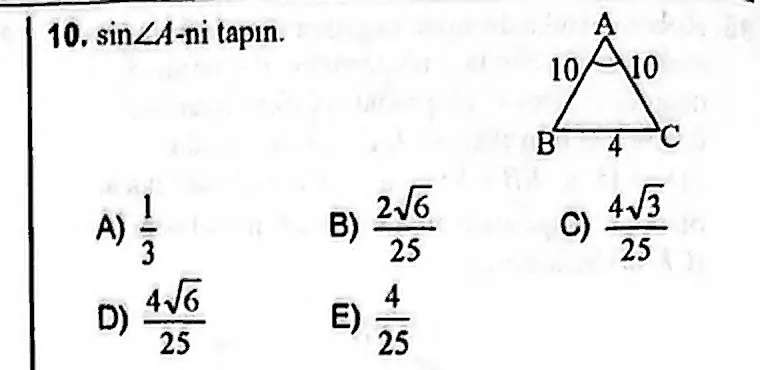 10. sin∠A-ni tapın.
A
10 10
B 4 C
A) 1/3 B) 2√6/25 C) 4√3/25
D) 4√6/25 E) 4/25